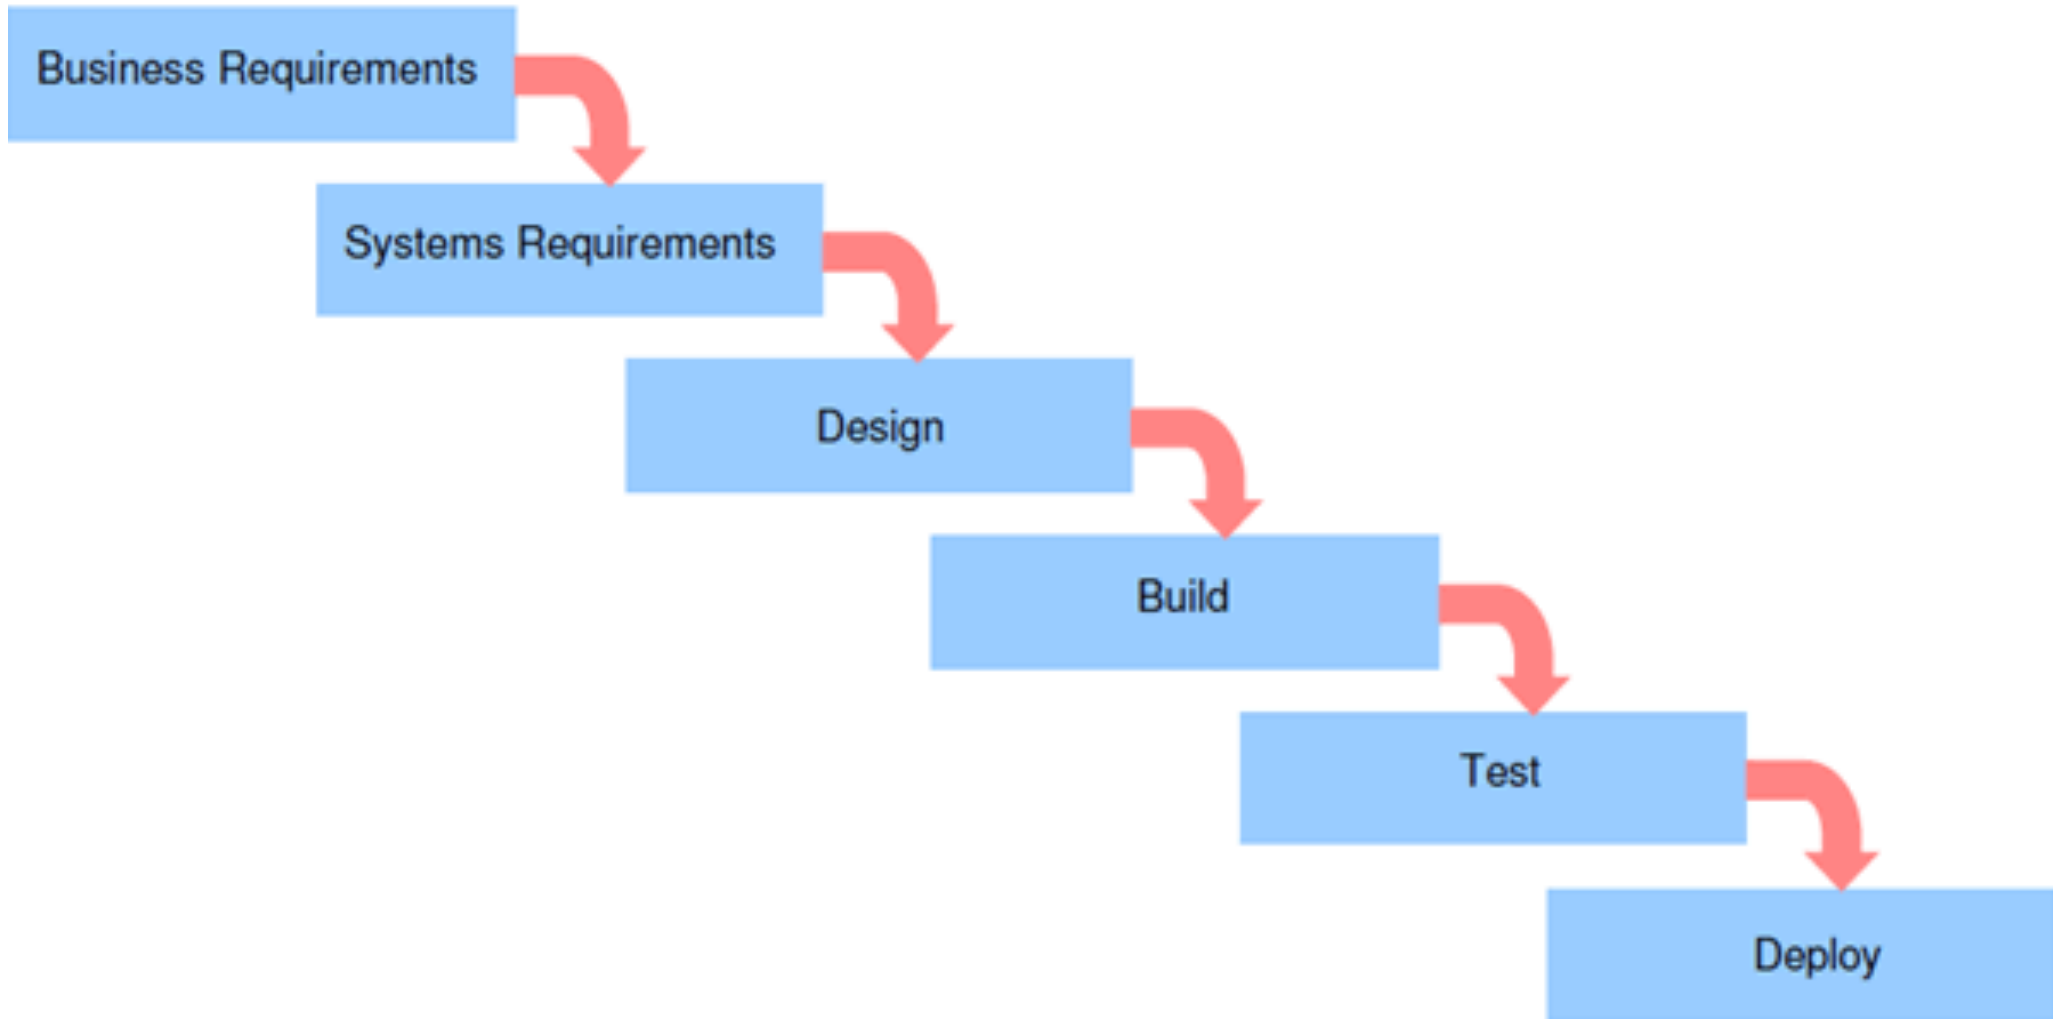 Business Requirements
Systems Requirements
Design
Build
Test
Deploy